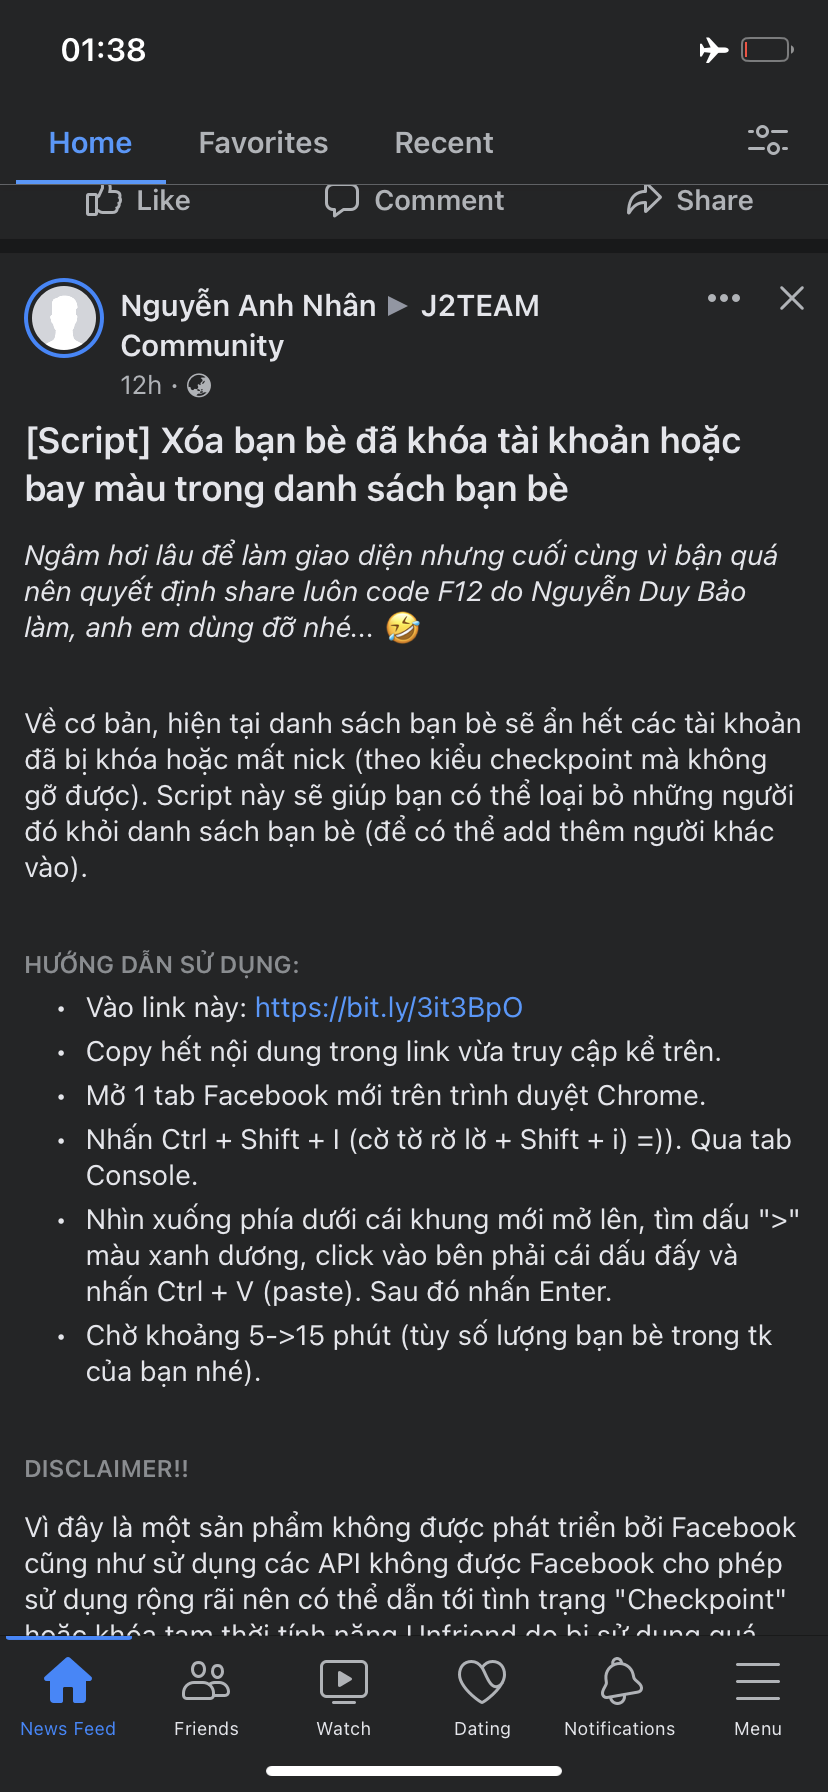 01:38
Home Favorites Recent
Like Comment Share
Nguyễn Anh Nhân ▶ J2TEAM
Community
12h ·
[Script] Xóa bạn bè đã khóa tài khoản hoặc
bay màu trong danh sách bạn bè
Ngâm hơi lâu để làm giao diện nhưng cuối cùng vì bận quá
nên quyết định share luôn code F12 do Nguyễn Duy Bảo
làm, anh em dùng đỡ nhé... 🤣
Về cơ bản, hiện tại danh sách bạn bè sẽ ẩn hết các tài khoản
đã bị khóa hoặc mất nick (theo kiểu checkpoint mà không
gỡ được). Script này sẽ giúp bạn có thể loại bỏ những người
đó khỏi danh sách bạn bè (để có thể add thêm người khác
vào).
HƯỚNG DẪN SỬ DỤNG:
• Vào link này: https://bit.ly/3it3BpO
• Copy hết nội dung trong link vừa truy cập kể trên.
• Mở 1 tab Facebook mới trên trình duyệt Chrome.
• Nhấn Ctrl + Shift + I (cờ tờ rờ lờ + Shift + i) =)). Qua tab
Console.
• Nhìn xuống phía dưới cái khung mới mở lên, tìm dấu ">"
màu xanh dương, click vào bên phải cái dấu đấy và
nhấn Ctrl + V (paste). Sau đó nhấn Enter.
• Chờ khoảng 5->15 phút (tùy số lượng bạn bè trong tk
của bạn nhé).
DISCLAIMER!!
Vì đây là một sản phẩm không được phát triển bởi Facebook
cũng như sử dụng các API không được Facebook cho phép
sử dụng rộng rãi nên có thể dẫn tới tình trạng "Checkpoint"
hoặc khóa tạm thời tính năng Unfriend do bị sử dụng quá
News Feed Friends Watch Dating Notifications Menu